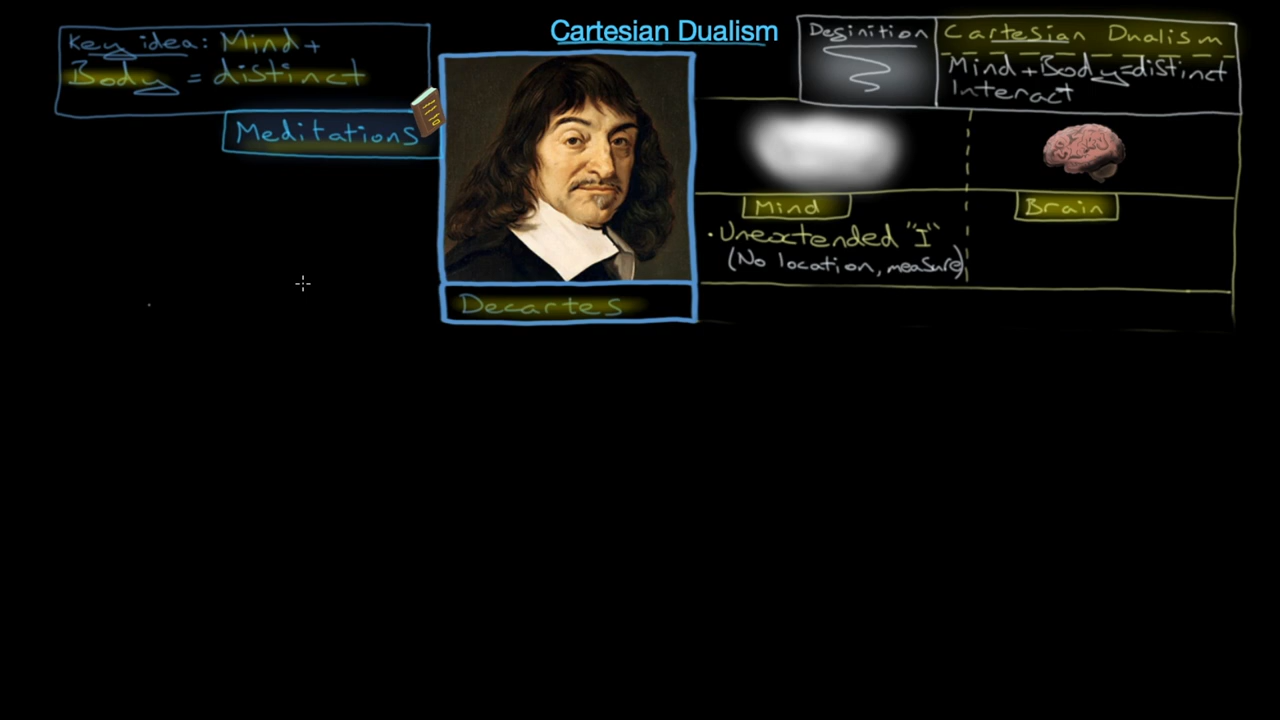 Cartesian Dualism
Key idea: Mind +
Body = distinct
Meditations
Decartes
Desinition
Cartesian Dualism
Mind + Body = distinct
Interact
Mind
Brain
· Unextended "I"
(No location, measure)